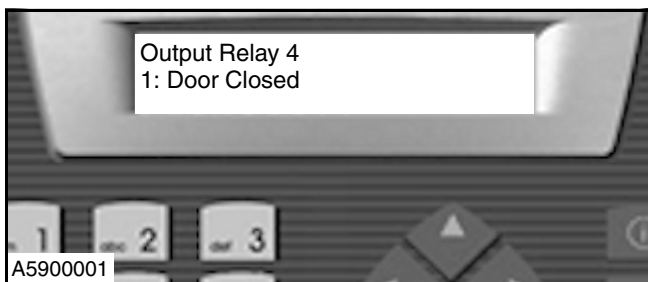 Output Relay 4
1: Door Closed
1
abc 2
def 3
A5900001